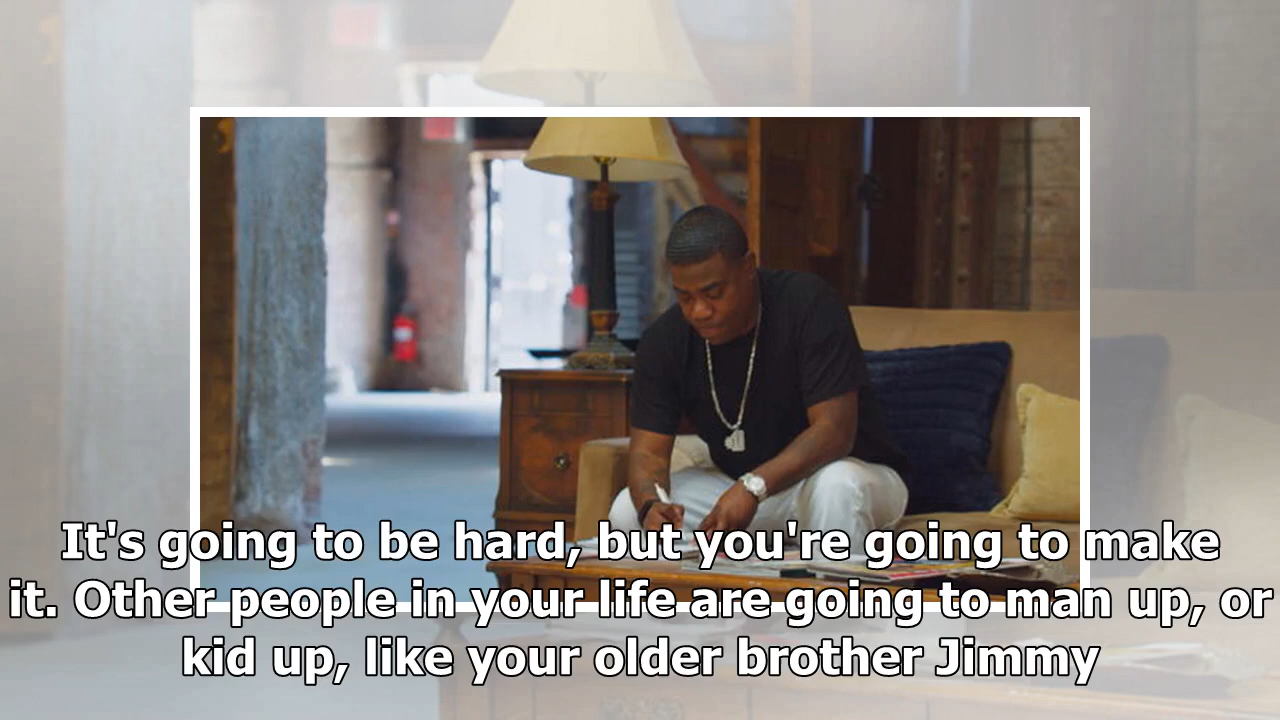 It's going to be hard, but you're going to make
it. Other people in your life are going to man up, or
kid up, like your older brother Jimmy